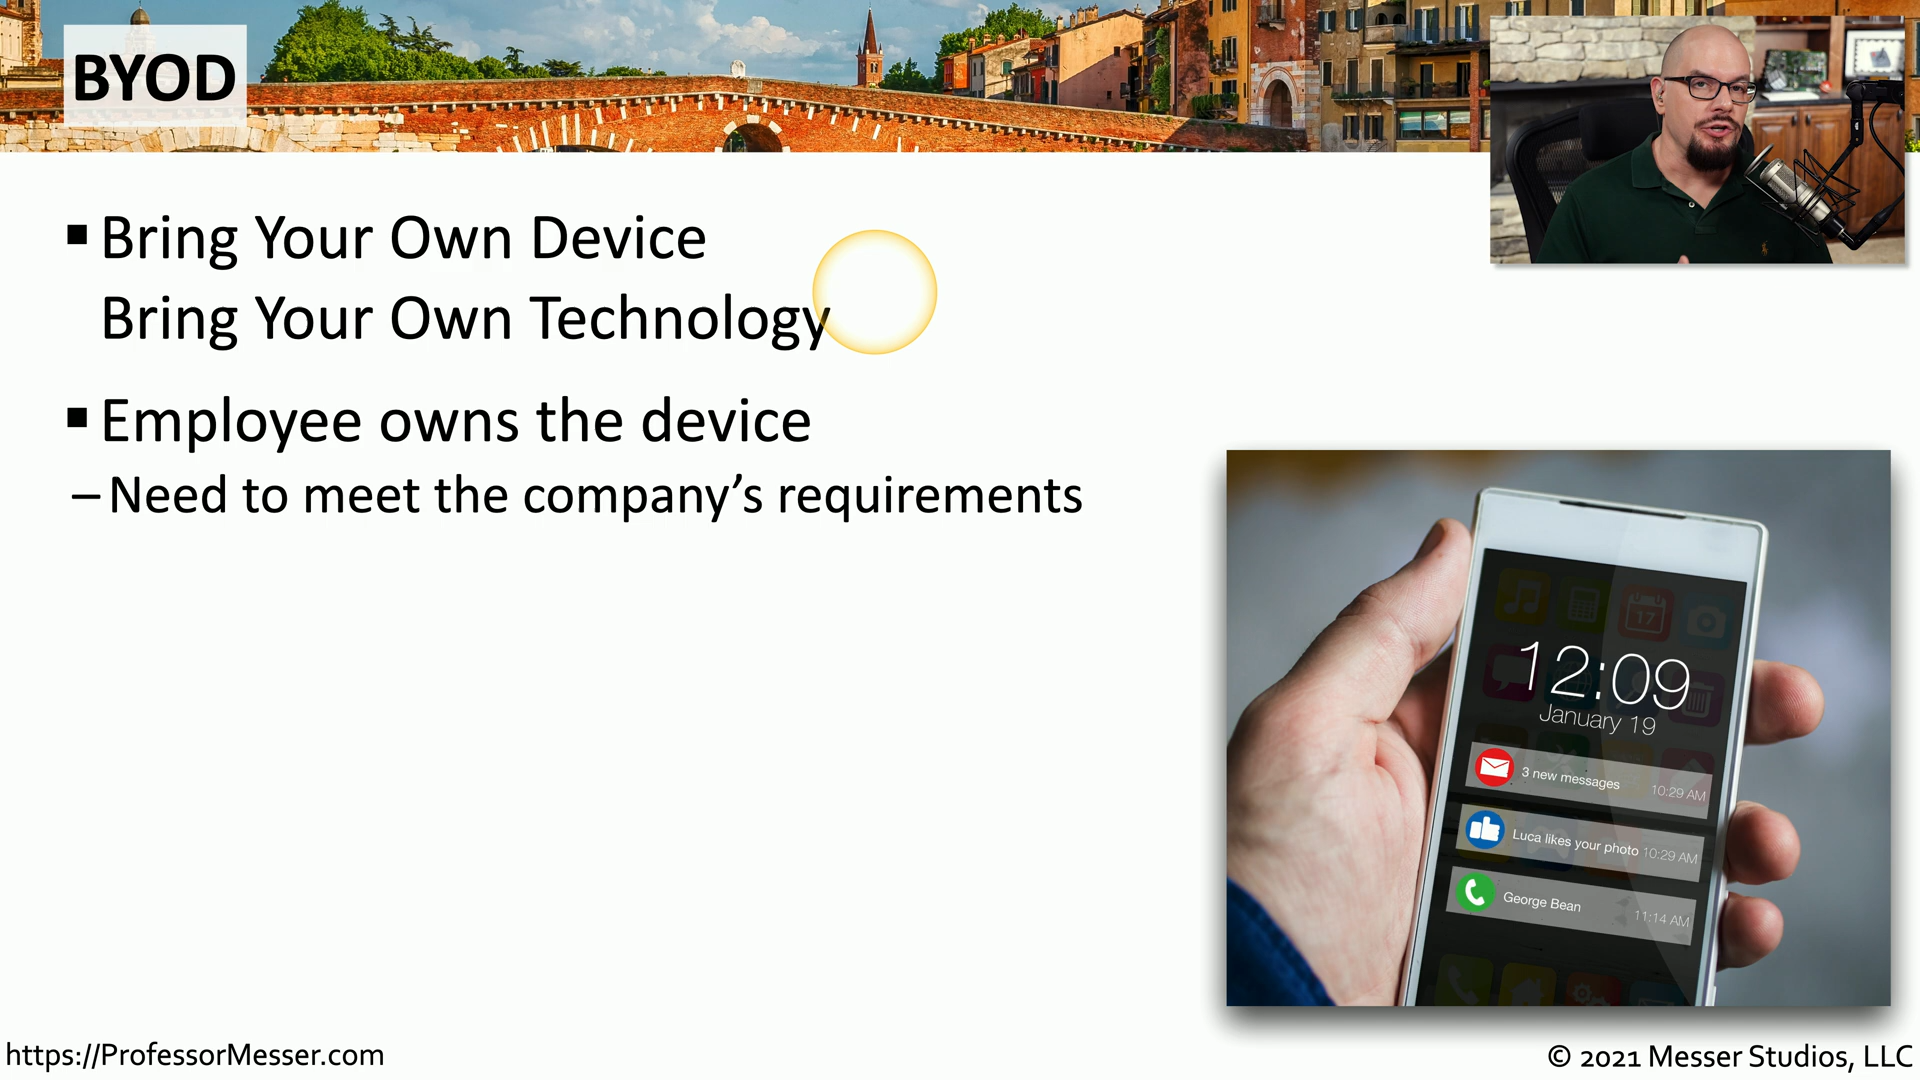 BYOD
▪ Bring Your Own Device
Bring Your Own Technology
▪ Employee owns the device
– Need to meet the company’s requirements
17
12:09
January 19
3 new messages 10:29 AM
Luca likes your photo 10:29 AM
George Bean 11:14 AM
https://ProfessorMesser.com
© 2021 Messer Studios, LLC